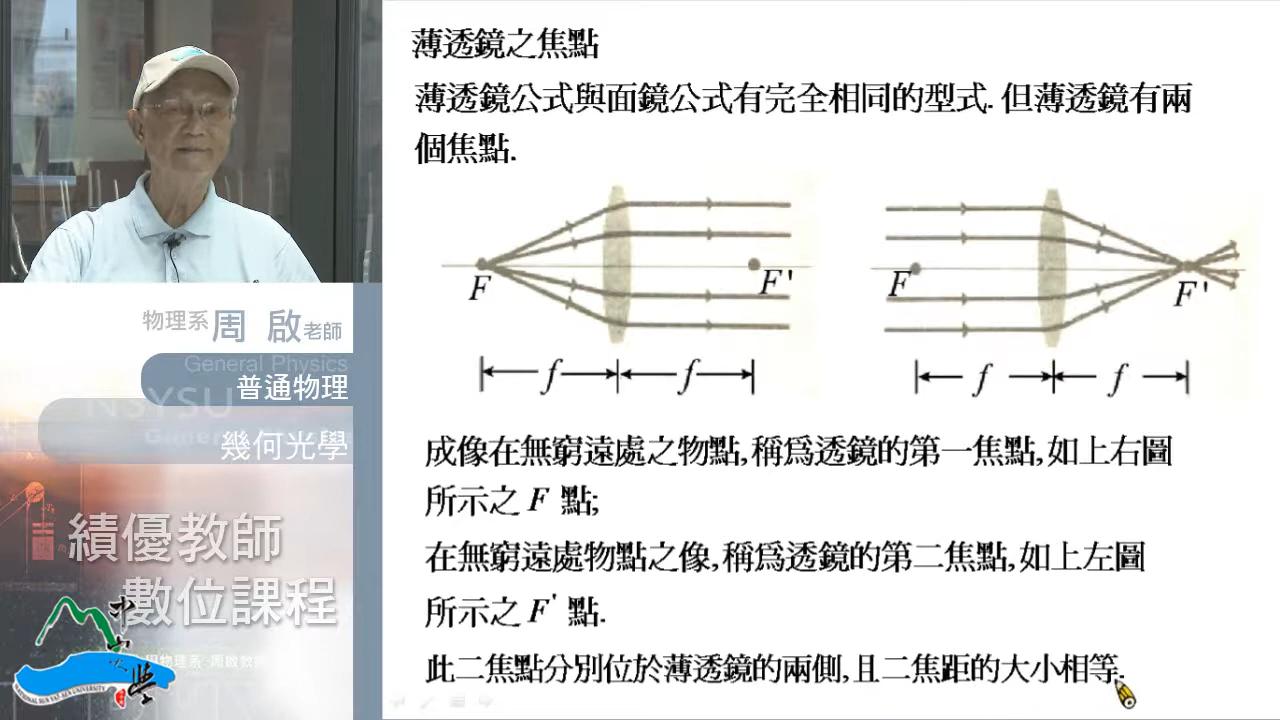 薄透鏡之焦點
薄透鏡公式與面鏡公式有完全相同的型式. 但薄透鏡有兩
個焦點.
F
F'
F
F'
f
f
f
f
成像在無窮遠處之物點,稱爲透鏡的第一焦點,如上右圖
所示之 F 點;
在無窮遠處物點之像,稱爲透鏡的第二焦點,如上左圖
所示之 F' 點.
此二焦點分別位於薄透鏡的兩側,且二焦距的大小相等.
物理系周 啟老師
General Physics
普通物理
NSYSU
幾何光學
績優教師
數位課程